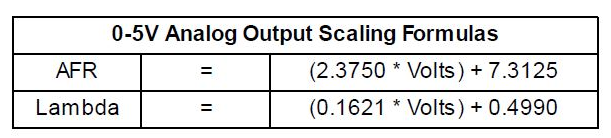 0-5V Analog Output Scaling Formulas
AFR = (2.3750 * Volts) + 7.3125
Lambda = (0.1621 * Volts) + 0.4990